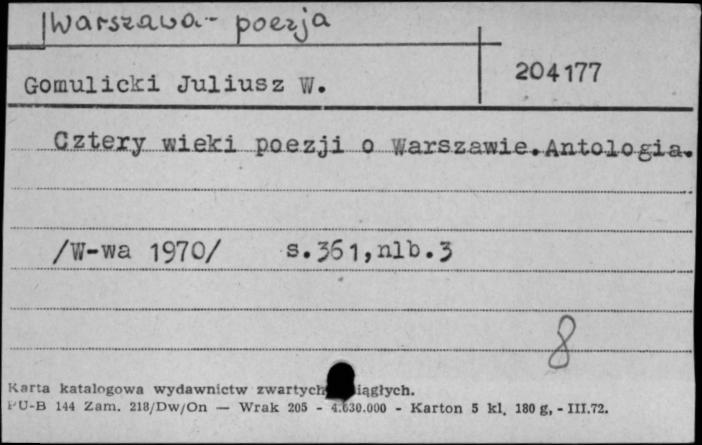 Warszawa - poezja
Gomulicki Juliusz W.
204177
Cztery wieki poezji o Warszawie.Antologia.
/W-wa 1970/ s.361,nlb.3
8
Karta katalogowa wydawnictw zwartych iągłych.
PU-B 144 Zam. 218/Dw/On — Wrak 205 - 4.630.000 - Karton 5 kl. 180 g, - III.72.